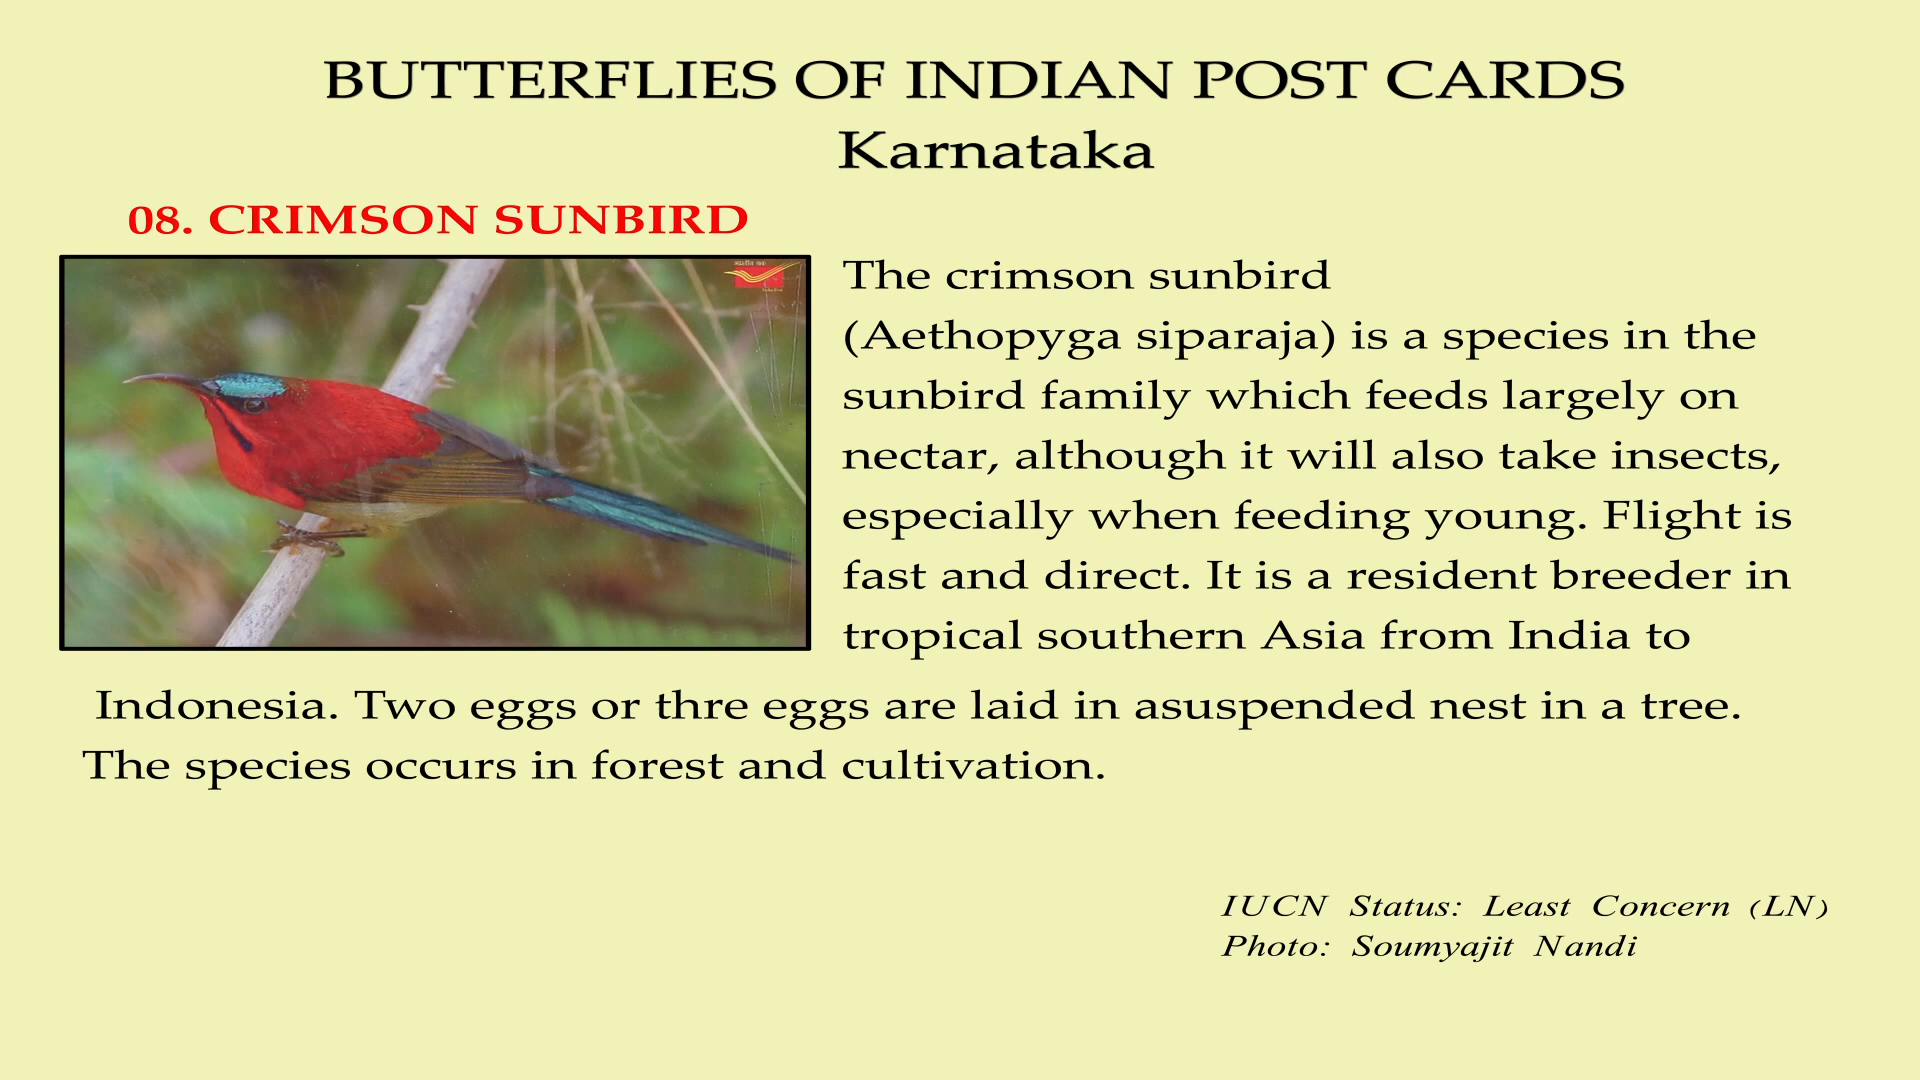 BUTTERFLIES OF INDIAN POST CARDS
Karnataka
08. CRIMSON SUNBIRD
The crimson sunbird
(Aethopyga siparaja) is a species in the
sunbird family which feeds largely on
nectar, although it will also take insects,
especially when feeding young. Flight is
fast and direct. It is a resident breeder in
tropical southern Asia from India to
Indonesia. Two eggs or thre eggs are laid in asuspended nest in a tree.
The species occurs in forest and cultivation.
IUCN Status: Least Concern (LN)
Photo: Soumyajit Nandi